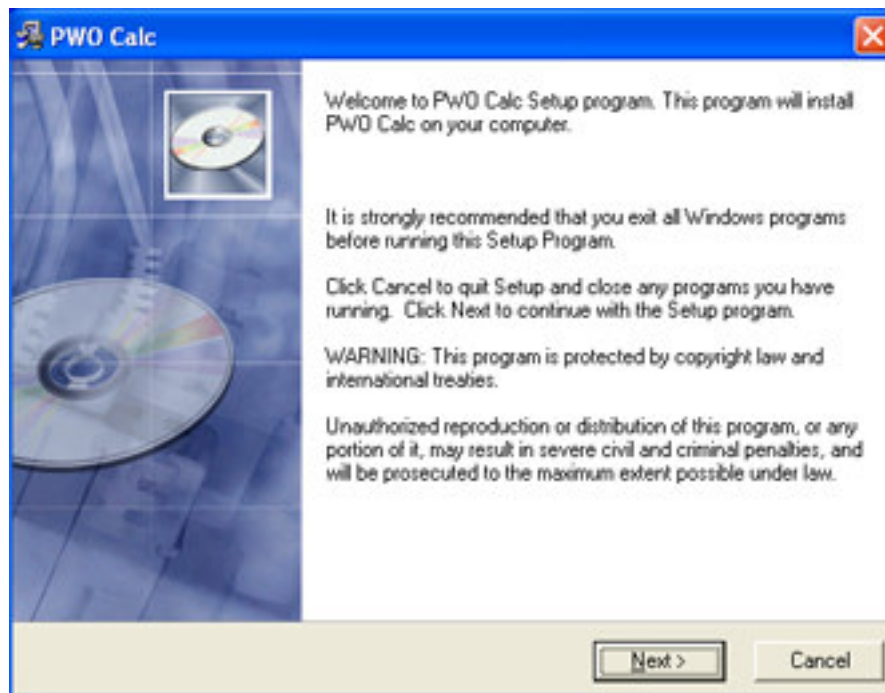 PWO Calc
Welcome to PWO Calc Setup program. This program will install
PWO Calc on your computer.
It is strongly recommended that you exit all Windows programs
before running this Setup Program.
Click Cancel to quit Setup and close any programs you have
running. Click Next to continue with the Setup program.
WARNING: This program is protected by copyright law and
international treaties.
Unauthorized reproduction or distribution of this program, or any
portion of it, may result in severe civil and criminal penalties, and
will be prosecuted to the maximum extent possible under law.
Next >
Cancel